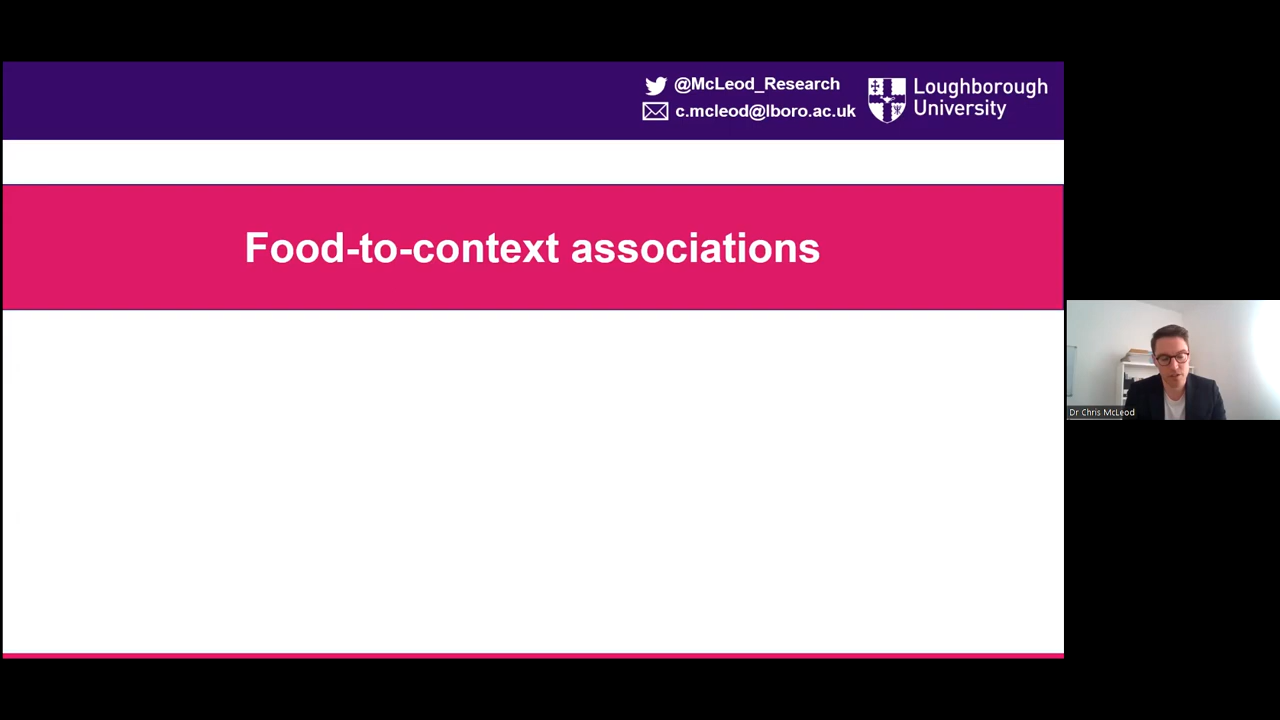 @McLeod_Research
c.mcleod@lboro.ac.uk
Loughborough
University
Food-to-context associations
Dr Chris McLeod